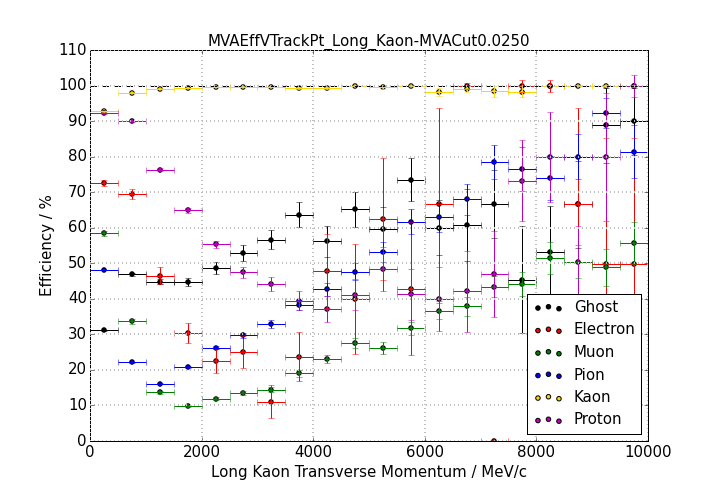 MVAEffVTrackPt_Long_Kaon-MVACut0.0250
110
100
90
80
70
60
50
40
30
20
10
0
Efficiency / %
Ghost
Electron
Muon
Pion
Kaon
Proton
0 2000 4000 6000 8000 10000
Long Kaon Transverse Momentum / MeV/c